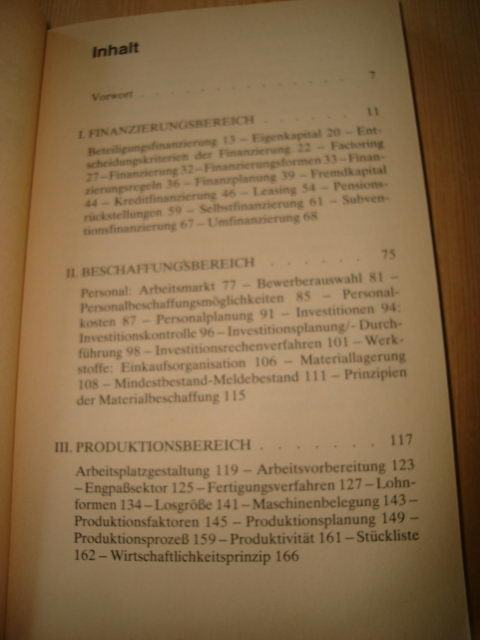 Inhalt
Vorwort . . . . . . . . . . . . 7
I. FINANZIERUNGSBEREICH . . . . . . 11
Beteiligungsfinanzierung 13 – Eigenkapital 20 – Ent-
scheidungskriterien der Finanzierung 22 – Factoring
27 – Finanzierung 32 – Finanzierungsformen 33 – Finan-
zierungsregeln 36 – Finanzplanung 39 – Fremdkapital
44 – Kreditfinanzierung 46 – Leasing 54 – Pensions-
rückstellungen 59 – Selbstfinanzierung 61 – Subven-
tionsfinanzierung 67 – Umfinanzierung 68
II. BESCHAFFUNGSBEREICH . . . . . . 75
Personal: Arbeitsmarkt 77 – Bewerberauswahl 81 –
Personalbeschaffungsmöglichkeiten 85 – Personal-
kosten 87 – Personalplanung 91 – Investitionen 94:
Investitionskontrolle 96 – Investitionsplanung/- Durch-
führung 98 – Investitionsrechenverfahren 101 – Werk-
stoffe: Einkaufsorganisation 106 – Materiallagerung
108 – Mindestbestand-Meldebestand 111 – Prinzipien
der Materialbeschaffung 115
III. PRODUKTIONSBEREICH . . . . . . 117
Arbeitsplatzgestaltung 119 – Arbeitsvorbereitung 123
– Engpaßsektor 125 – Fertigungsverfahren 127 – Lohn-
formen 134 – Losgröße 141 – Maschinenbelegung 143 –
Produktionsfaktoren 145 – Produktionsplanung 149 –
Produktionsprozeß 159 – Produktivität 161 – Stückliste
162 – Wirtschaftlichkeitsprinzip 166